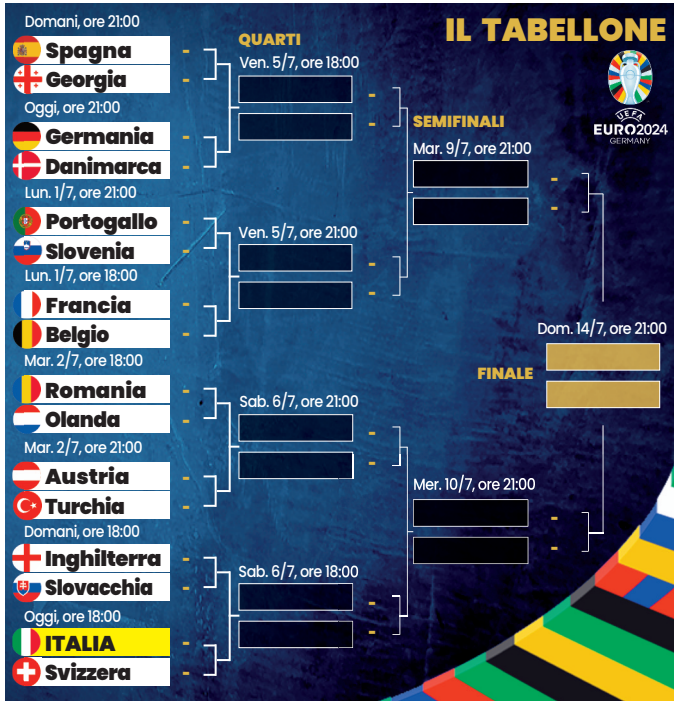 IL TABELLONE
UEFA
EURO2024
GERMANY
Domani, ore 21:00
Spagna -
Georgia -
Oggi, ore 21:00
Germania -
Danimarca -
Lun. 1/7, ore 21:00
Portogallo -
Slovenia -
Lun. 1/7, ore 18:00
Francia -
Belgio -
Mar. 2/7, ore 18:00
Romania -
Olanda -
Mar. 2/7, ore 21:00
Austria -
Turchia -
Domani, ore 18:00
Inghilterra -
Slovacchia -
Oggi, ore 18:00
ITALIA -
Svizzera -
QUARTI
Ven. 5/7, ore 18:00
-
-
Ven. 5/7, ore 21:00
-
-
Sab. 6/7, ore 21:00
-
-
Sab. 6/7, ore 18:00
-
-
SEMIFINALI
Mar. 9/7, ore 21:00
-
-
Mer. 10/7, ore 21:00
-
-
Dom. 14/7, ore 21:00
FINALE